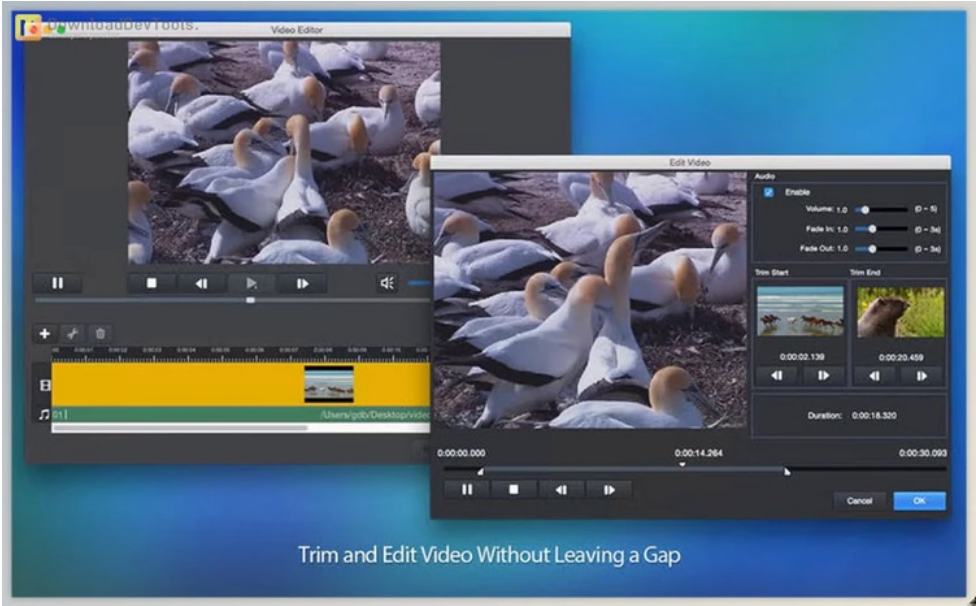 DownloadDevTools.
Video Editor
Edit Video
Audio
Enable
Volume: 1.0 (0 ~ 5)
Fade In: 1.0 (0 ~ 3s)
Fade Out: 1.0 (0 ~ 3s)
Trim Start Trim End
0:00:02.139 0:00:20.459
Duration: 0:00:18.320
01 /Users/gdb/Desktop/video
0:00:00.000 0:00:14.264 0:00:30.093
Cancel OK
Trim and Edit Video Without Leaving a Gap